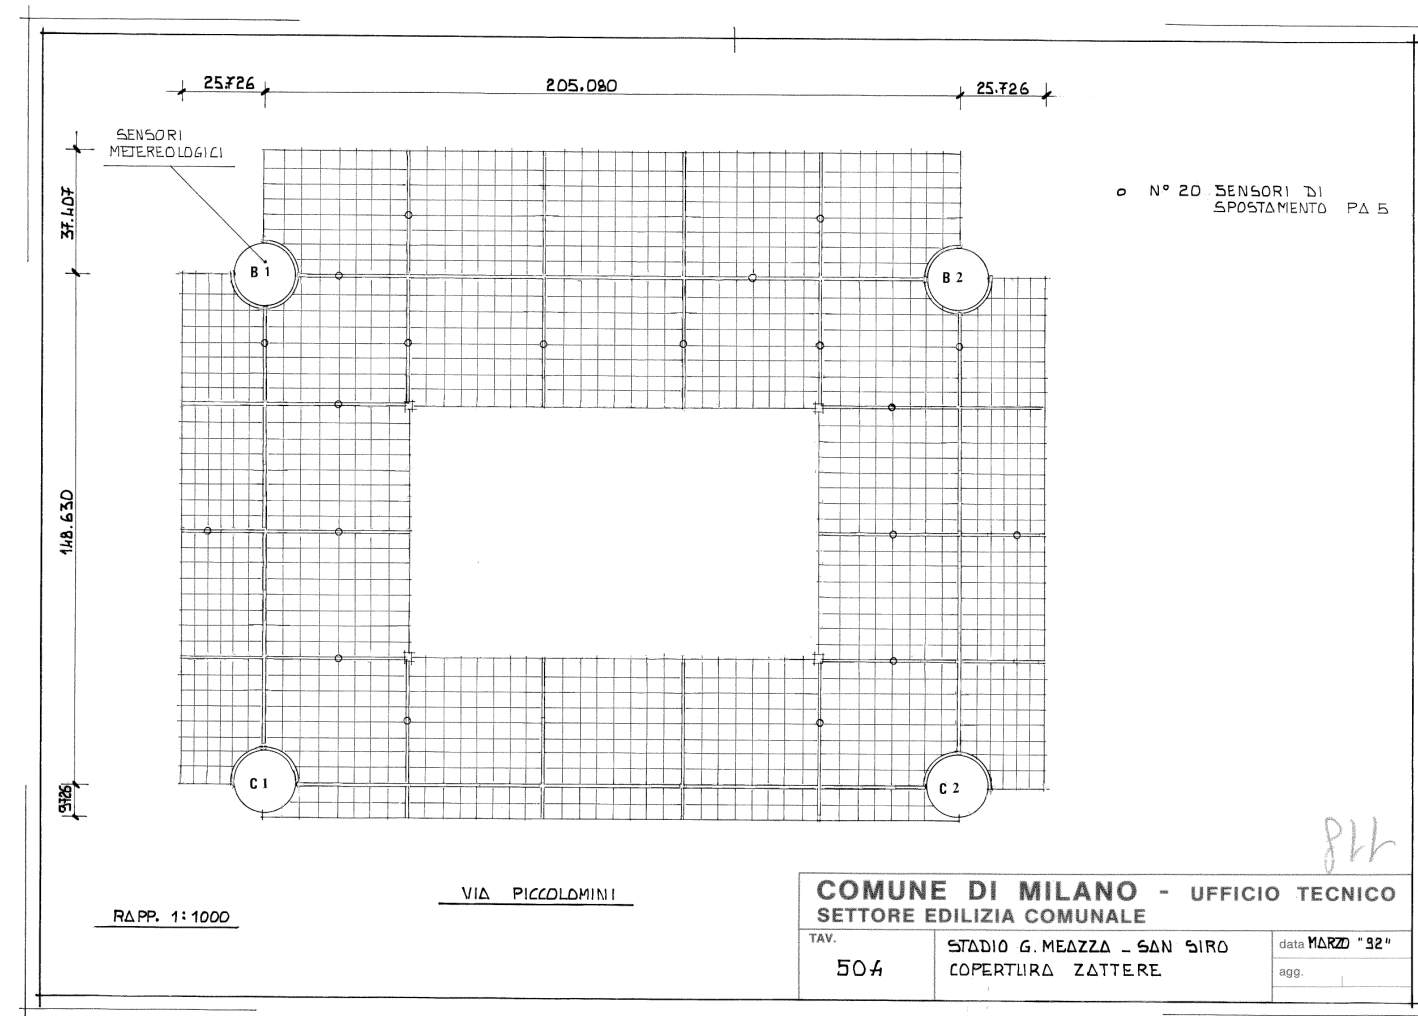 25.726
205.080
25.726
SENSORI
METEREOLOGICI
37.407
O N° 20 SENSORI DI
SPOSTAMENTO PA 5
B 1
B 2
148.630
C 1
C 2
9.726
VIA PICCOLOMINI
RAPP. 1:1000
COMUNE DI MILANO - UFFICIO TECNICO
SETTORE EDILIZIA COMUNALE
TAV.
504
STADIO G. MEAZZA - SAN SIRO
COPERTURA ZATTERE
data MARZO "92"
agg.